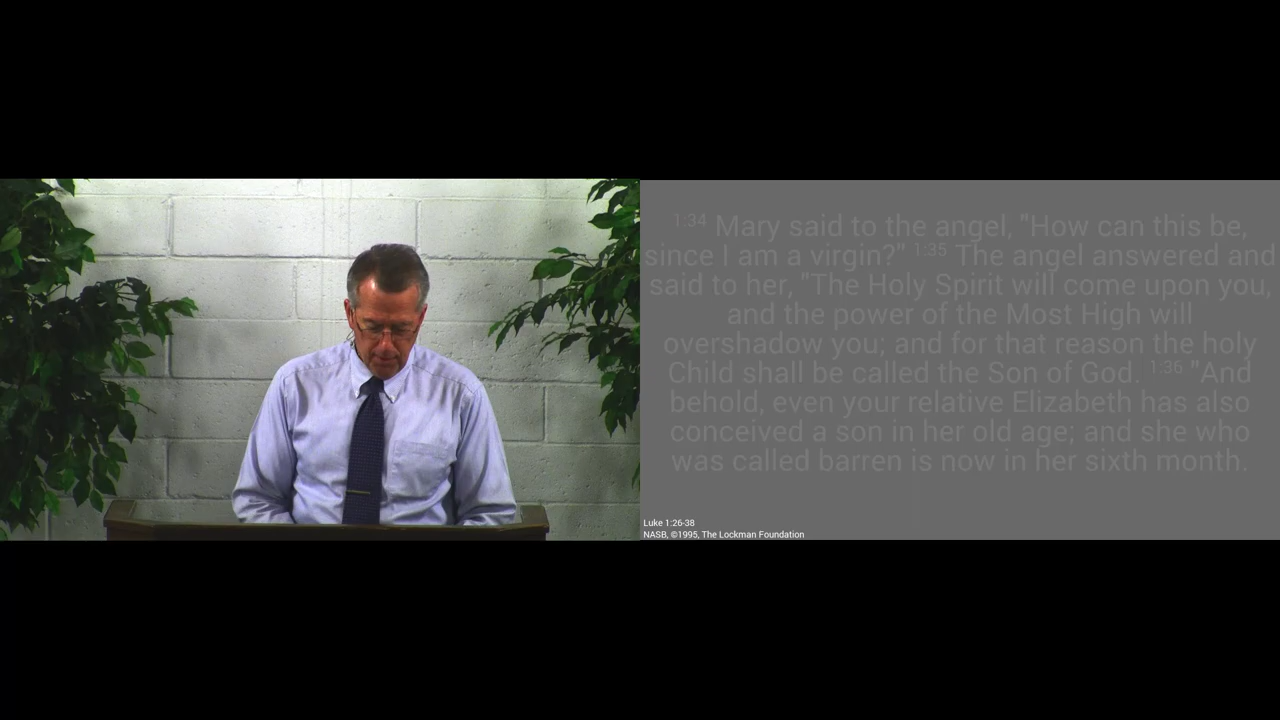 1:34 Mary said to the angel, "How can this be,
since I am a virgin?" 1:35 The angel answered and
said to her, "The Holy Spirit will come upon you,
and the power of the Most High will
overshadow you; and for that reason the holy
Child shall be called the Son of God. 1:36 "And
behold, even your relative Elizabeth has also
conceived a son in her old age; and she who
was called barren is now in her sixth month.
Luke 1:26-38
NASB, ©1995, The Lockman Foundation